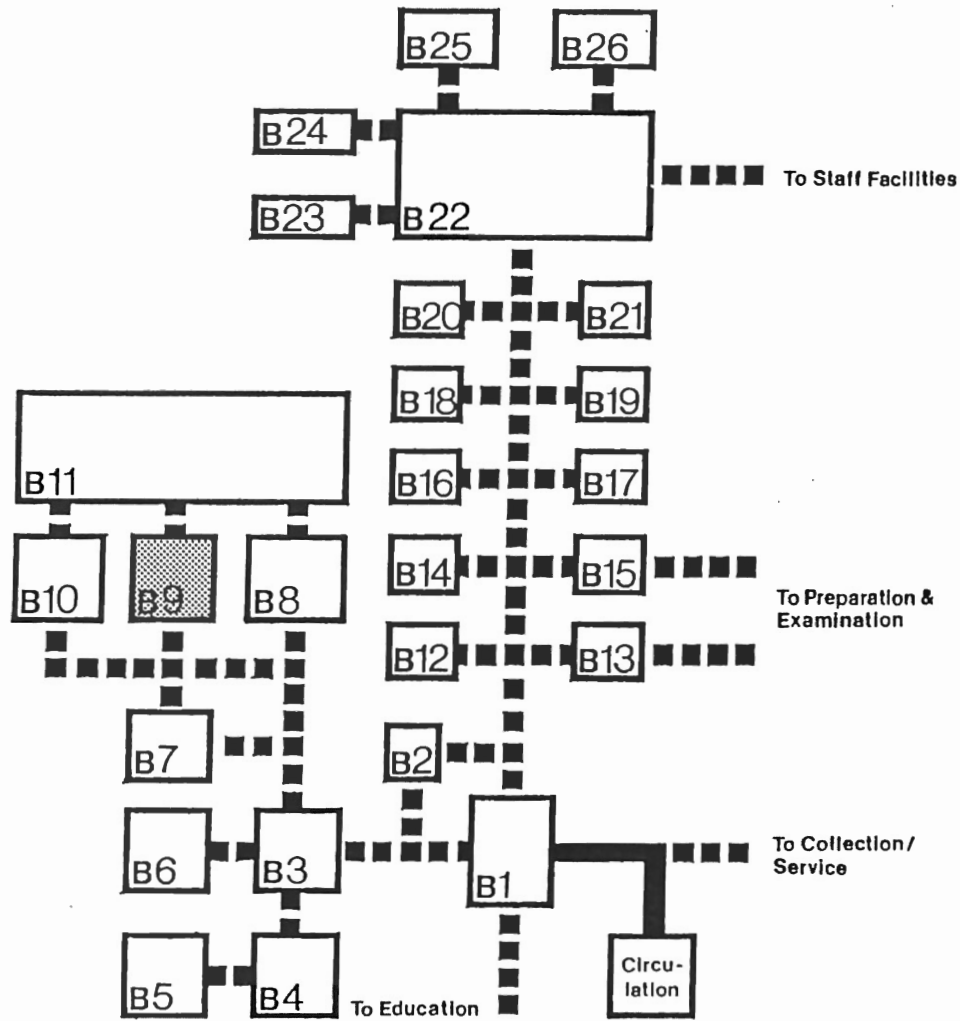 B25
B26
B24
To Staff Facilities
B23
B22
B20
B21
B18
B19
B11
B16
B17
B10
B9
B8
B14
B15
To Preparation &
Examination
B12
B13
B7
B2
B6
B3
B1
To Collection/
Service
B5
B4
To Education
Circu-
lation